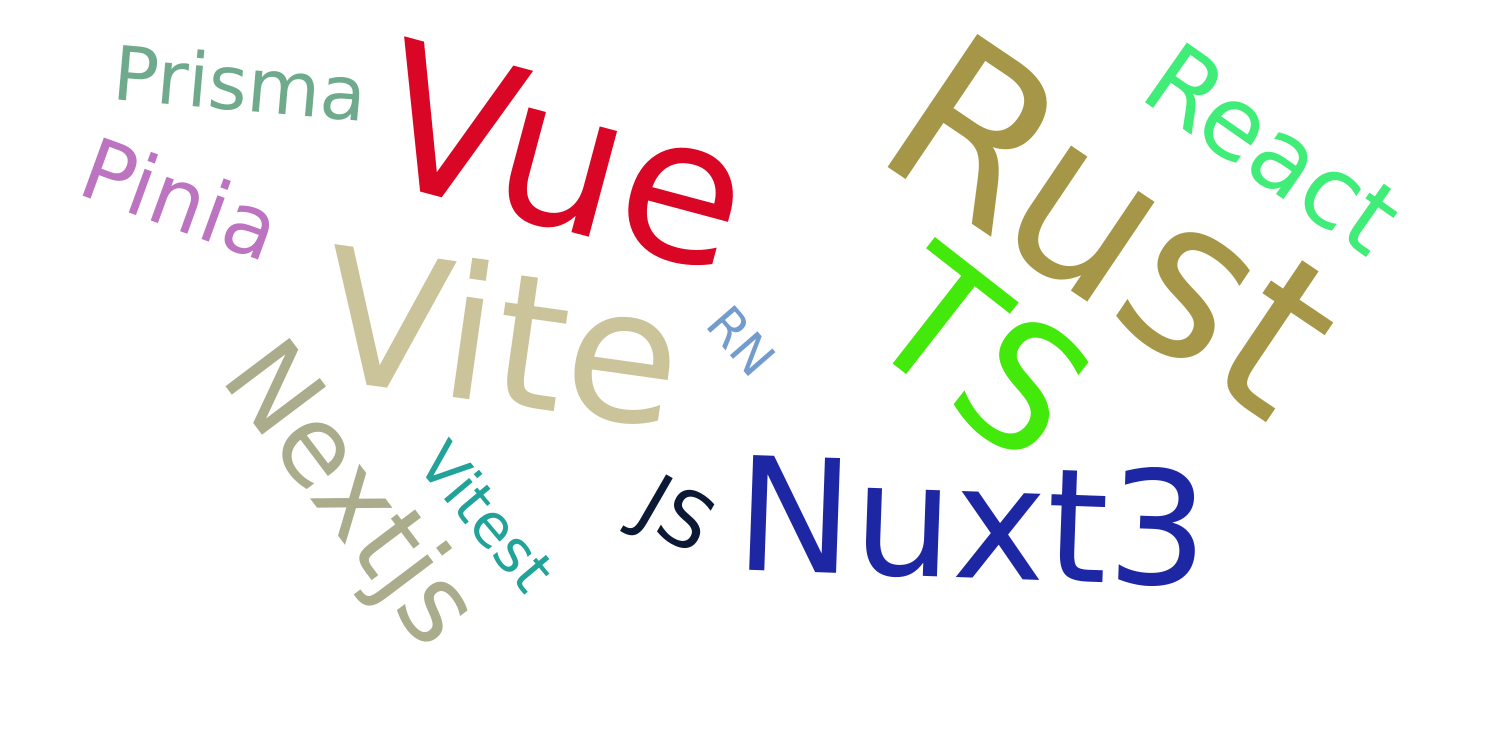 Prisma
Vue
Rust
React
Pinia
Vite
RN
TS
Nextjs
Vitest
JS
Nuxt3